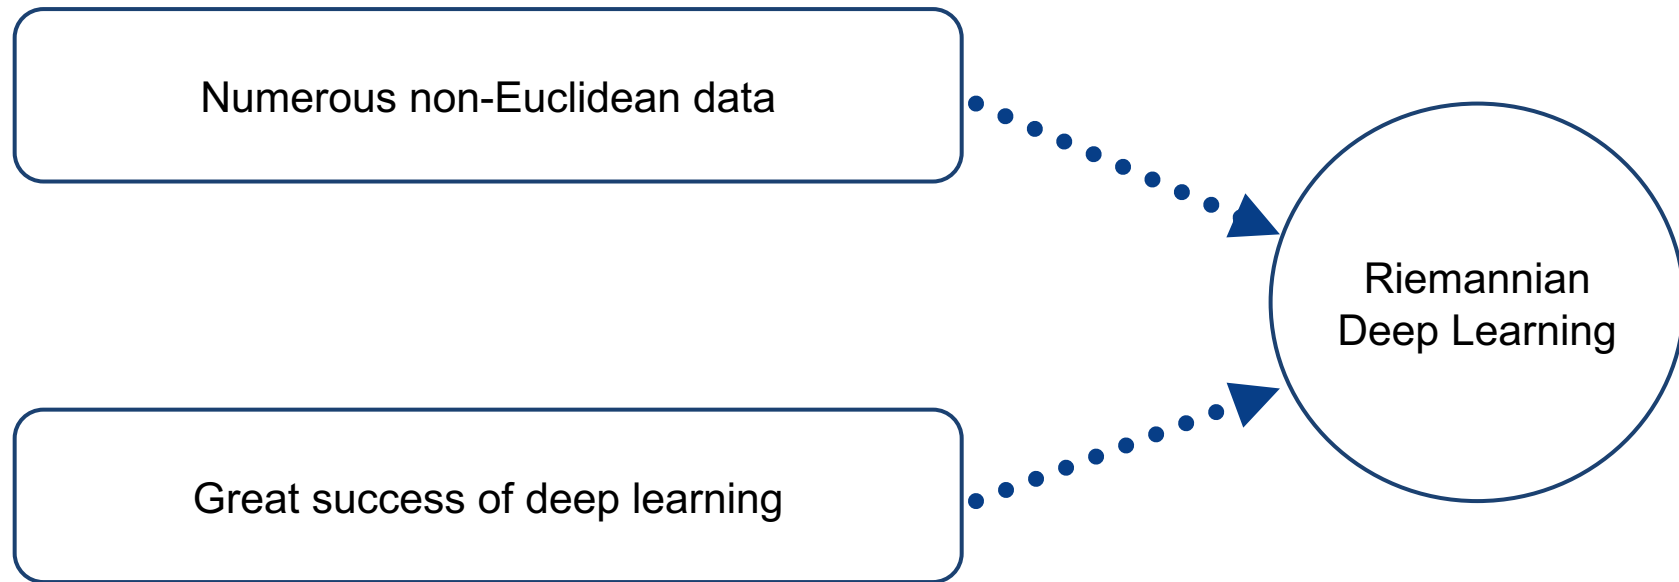 Numerous non-Euclidean data
Riemannian
Deep Learning
Great success of deep learning